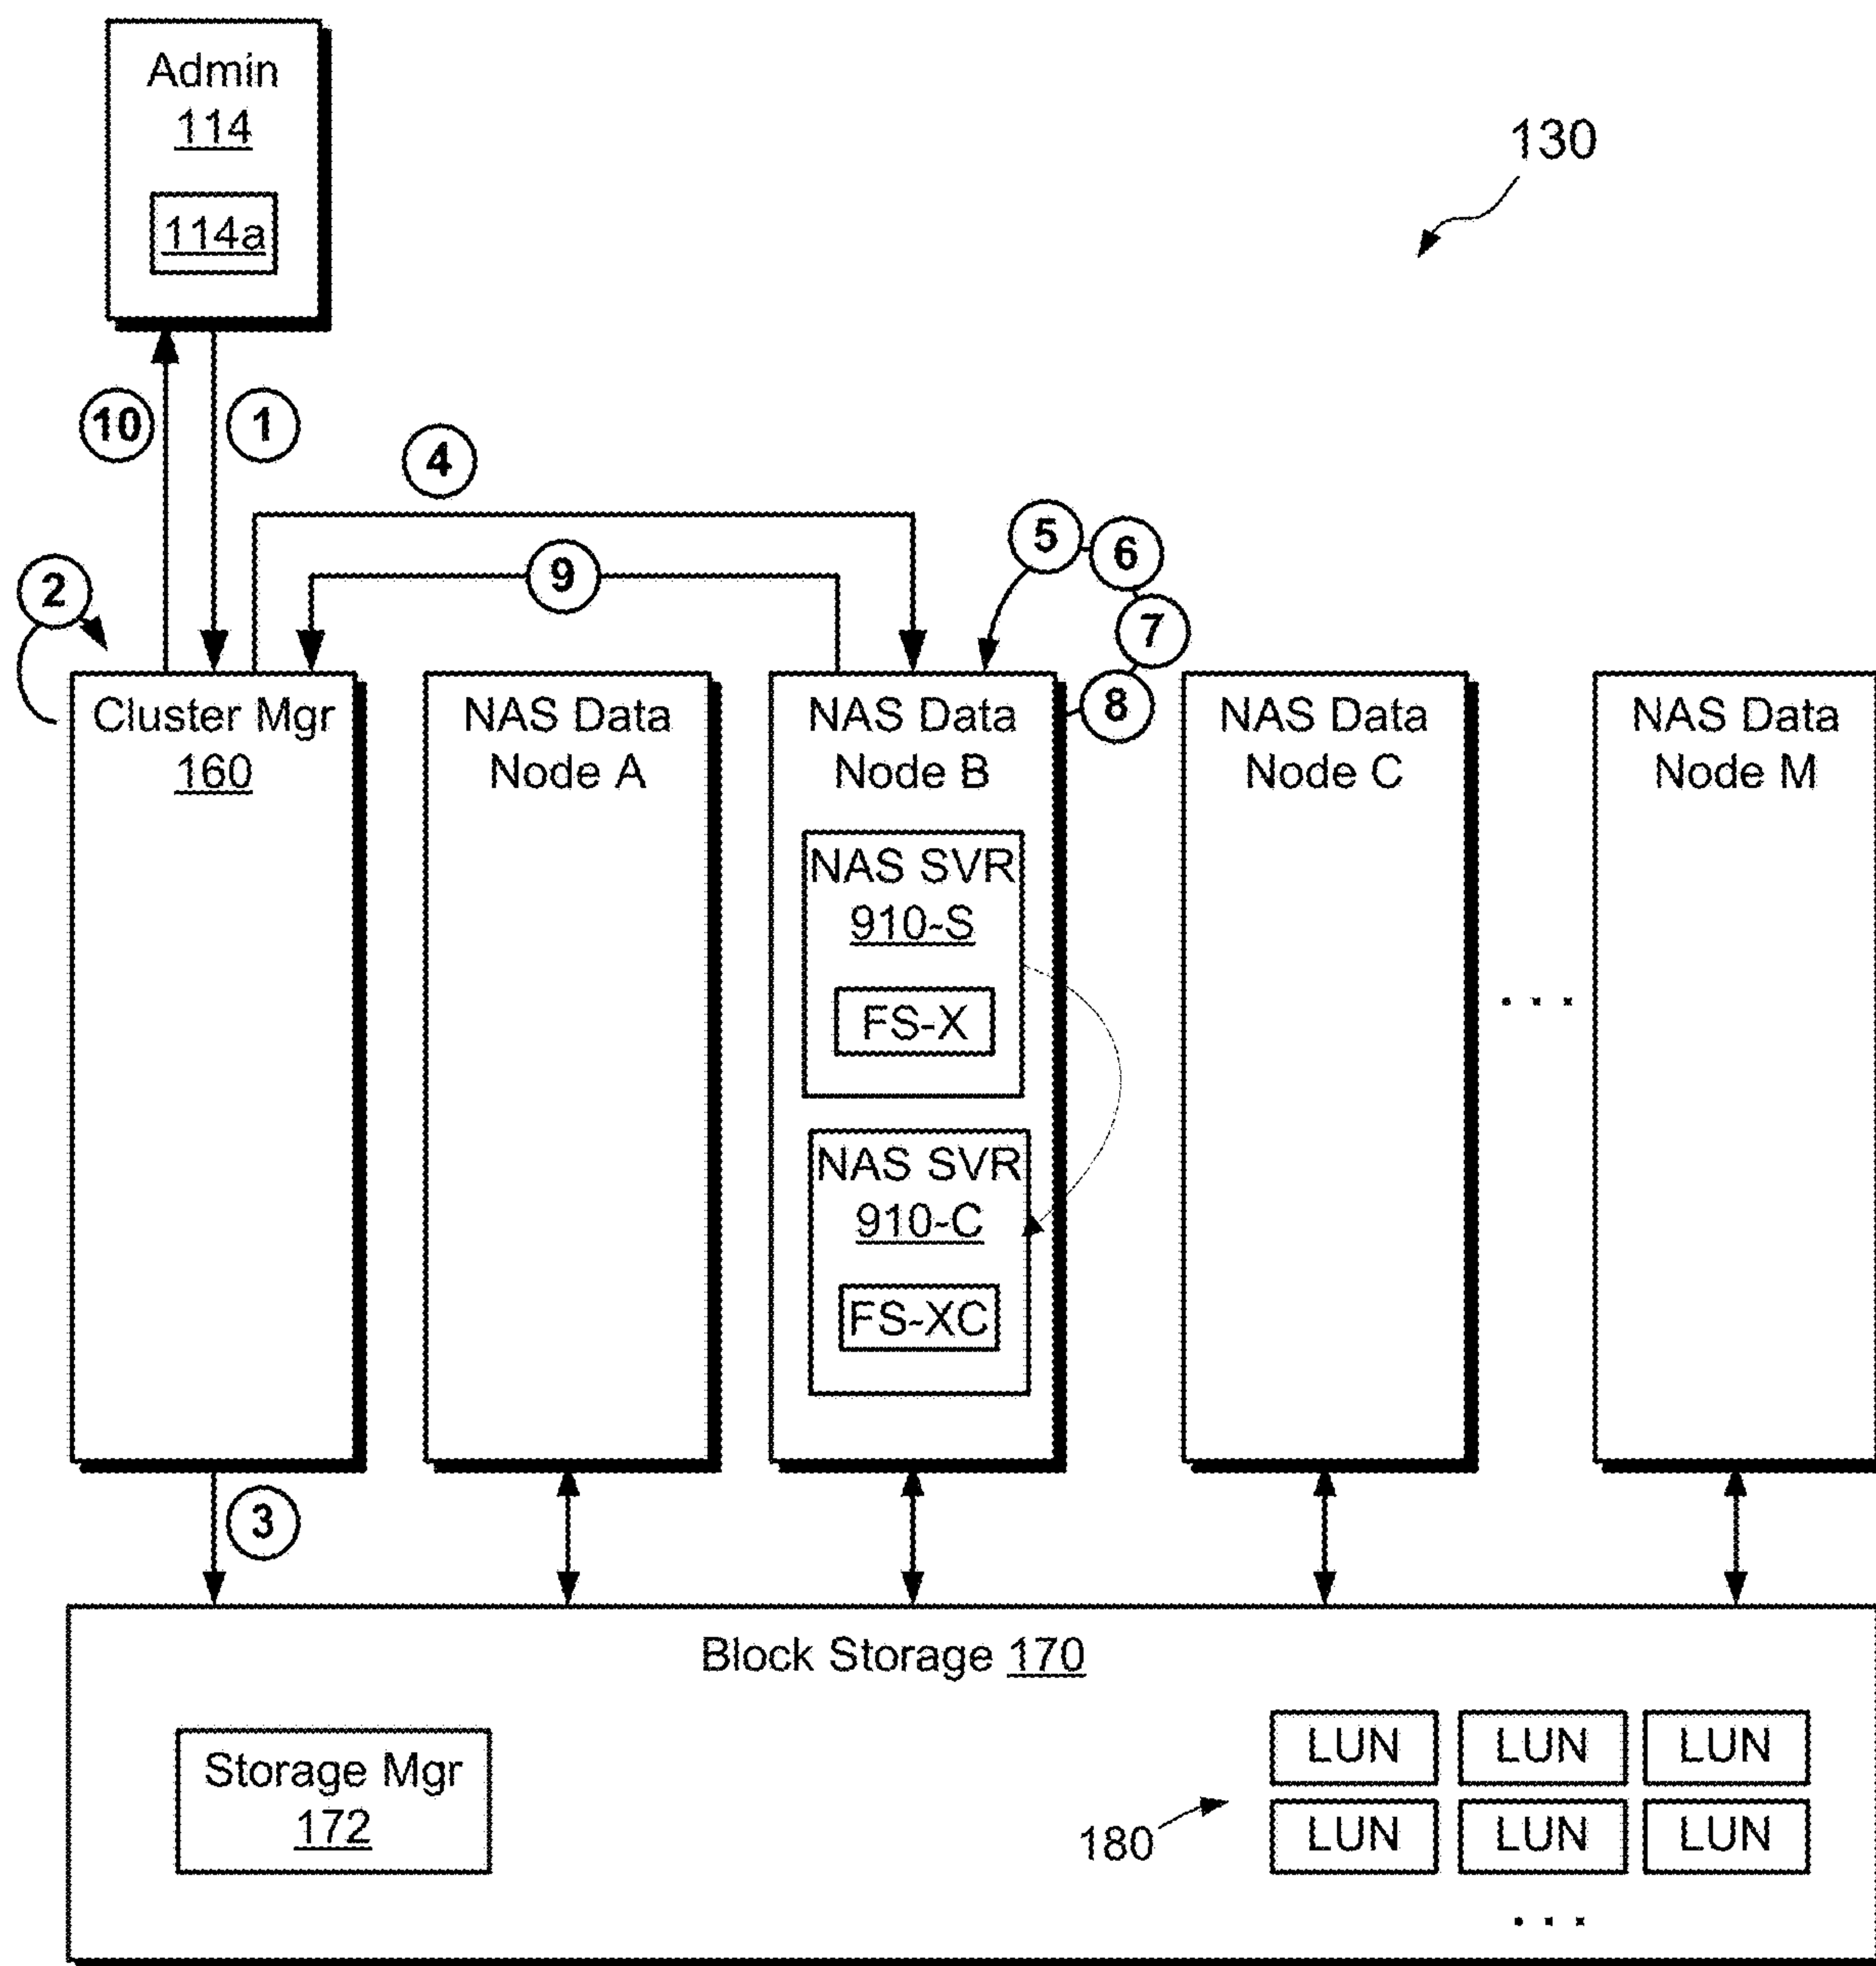 Admin
114
114a
130
10
1
4
9
5
6
7
8
2
Cluster Mgr
160
NAS Data
Node A
NAS Data
Node B
NAS SVR
910-S
FS-X
NAS SVR
910-C
FS-XC
NAS Data
Node C
. . .
NAS Data
Node M
3
Block Storage 170
Storage Mgr
172
180
LUN LUN LUN
LUN LUN LUN
. . .